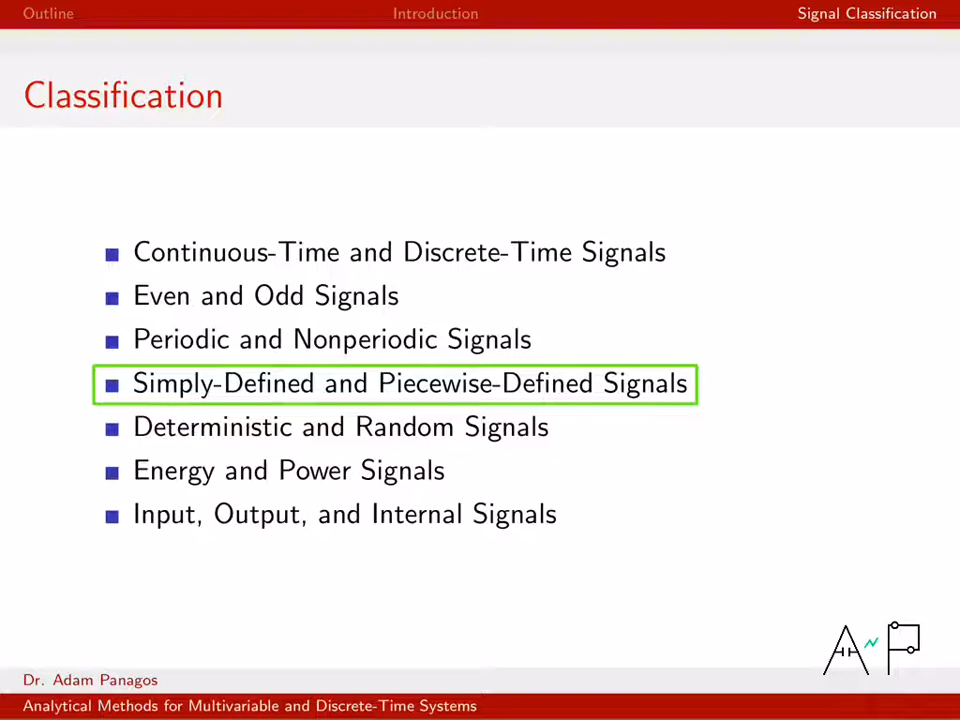 Outline Introduction Signal Classification
Classification
Continuous-Time and Discrete-Time Signals
Even and Odd Signals
Periodic and Nonperiodic Signals
Simply-Defined and Piecewise-Defined Signals
Deterministic and Random Signals
Energy and Power Signals
Input, Output, and Internal Signals
A P
Dr. Adam Panagos
Analytical Methods for Multivariable and Discrete-Time Systems